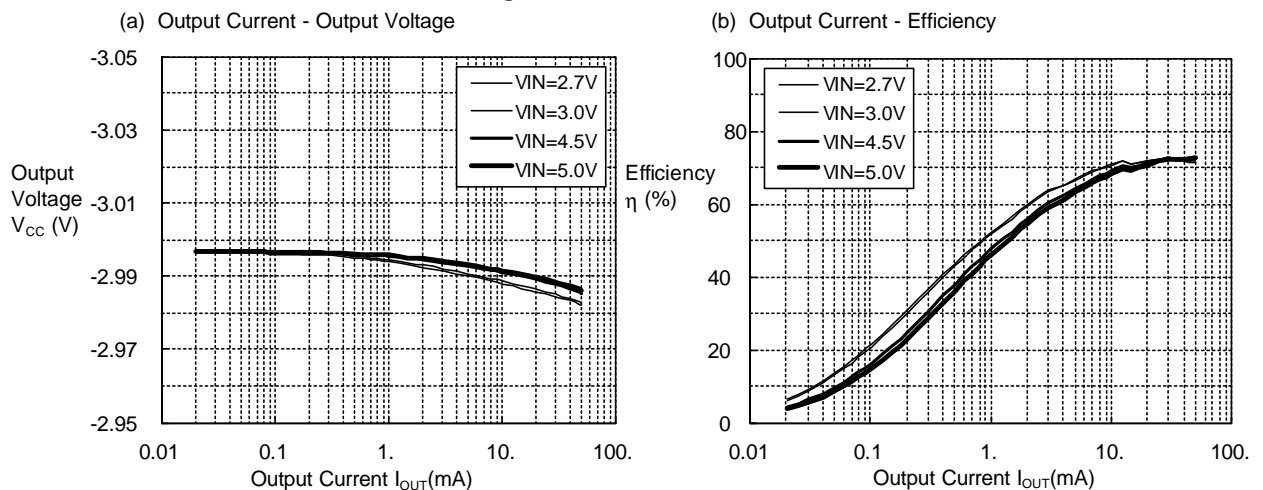 (a) Output Current - Output Voltage
-3.05
-3.03
-3.01
-2.99
-2.97
-2.95
Output
Voltage
VCC (V)
VIN=2.7V
VIN=3.0V
VIN=4.5V
VIN=5.0V
0.01 0.1 1. 10. 100.
Output Current IOUT(mA)
(b) Output Current - Efficiency
100
80
60
40
20
0
Efficiency
η (%)
VIN=2.7V
VIN=3.0V
VIN=4.5V
VIN=5.0V
0.01 0.1 1. 10. 100.
Output Current IOUT(mA)